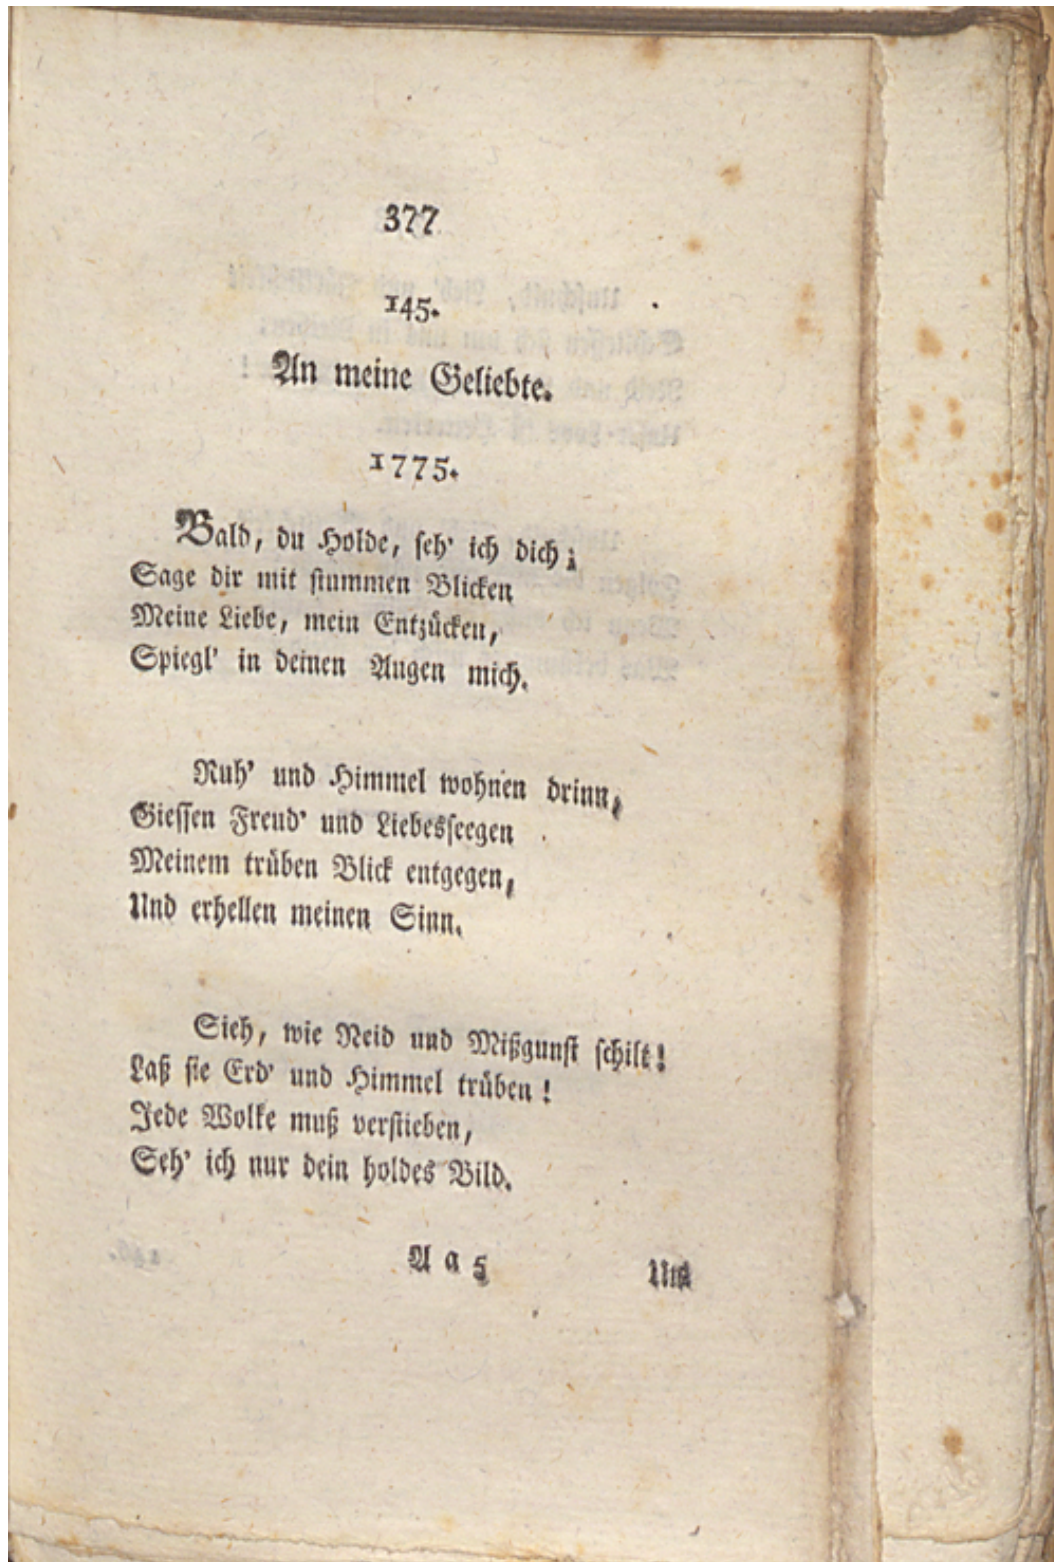 377
145.
An meine Geliebte.
1775.
Bald, du Holde, seh' ich dich;
Sage dir mit stummen Blicken
Meine Liebe, mein Entzücken,
Spiegl' in deinen Augen mich.
Ruh' und Himmel wohnen drinn,
Giessen Freud' und Liebesseegen
Meinem trüben Blick entgegen,
Und erhellen meinen Sinn.
Sieh, wie Neid und Mißgunst schilt!
Laß sie Erd' und Himmel trüben!
Jede Wolke muß verstieben,
Seh' ich nur dein holdes Bild.
A a 5